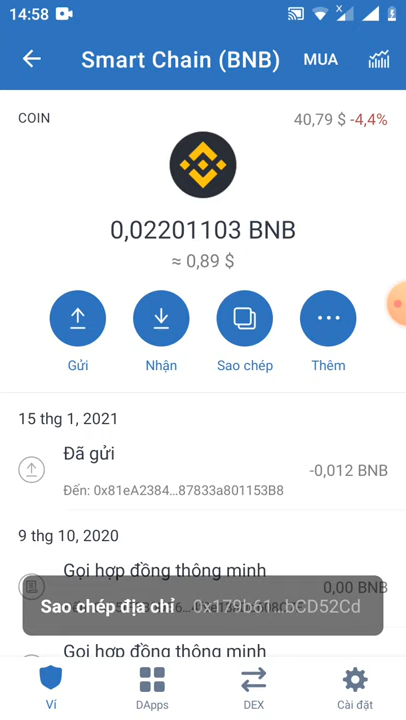 14:58
Smart Chain (BNB)
MUA
COIN
40,79 $ -4,4%
0,02201103 BNB
≈ 0,89 $
Gửi
Nhận
Sao chép
Thêm
15 thg 1, 2021
Đã gửi
-0,012 BNB
Đến: 0x81eA2384...87833a801153B8
9 thg 10, 2020
Gọi hợp đồng thông minh
0,00 BNB
Sao chép địa chỉ
Gọi hợp đồng thông minh
Ví
DApps
DEX
Cài đặt